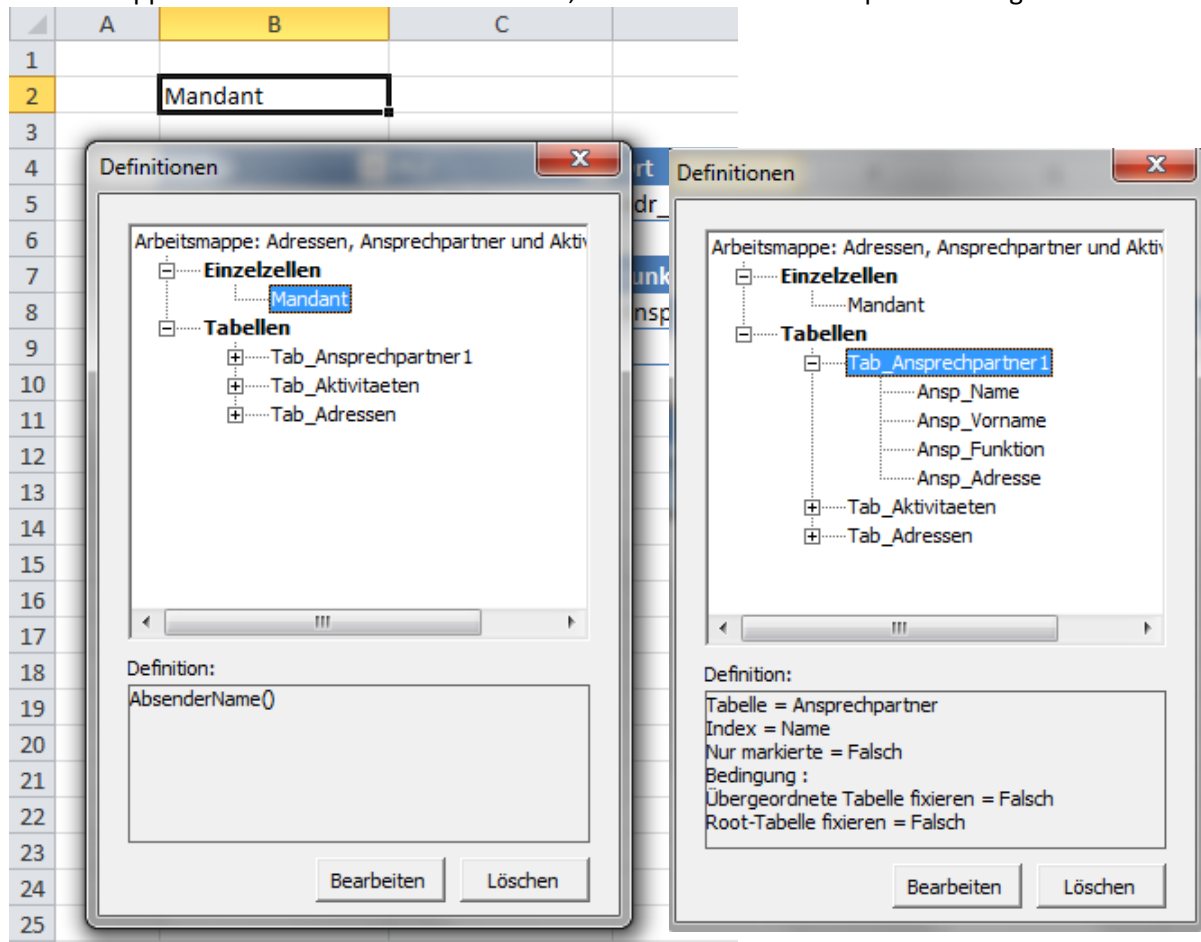 A B C
1
2 Mandant
3
4
5
6
7
8
9
10
11
12
13
14
15
16
17
18
19
20
21
22
23
24
25
Definitionen
Arbeitsmappe: Adressen, Ansprechpartner und Aktiv
Einzelzellen
Mandant
Tabellen
Tab_Ansprechpartner1
Tab_Aktivitaeten
Tab_Adressen
Definition:
AbsenderName()
Bearbeiten Löschen
rt
dr_
unk
nsp
Definitionen
Arbeitsmappe: Adressen, Ansprechpartner und Aktiv
Einzelzellen
Mandant
Tabellen
Tab_Ansprechpartner1
Ansp_Name
Ansp_Vorname
Ansp_Funktion
Ansp_Adresse
Tab_Aktivitaeten
Tab_Adressen
Definition:
Tabelle = Ansprechpartner
Index = Name
Nur markierte = Falsch
Bedingung :
Übergeordnete Tabelle fixieren = Falsch
Root-Tabelle fixieren = Falsch
Bearbeiten Löschen